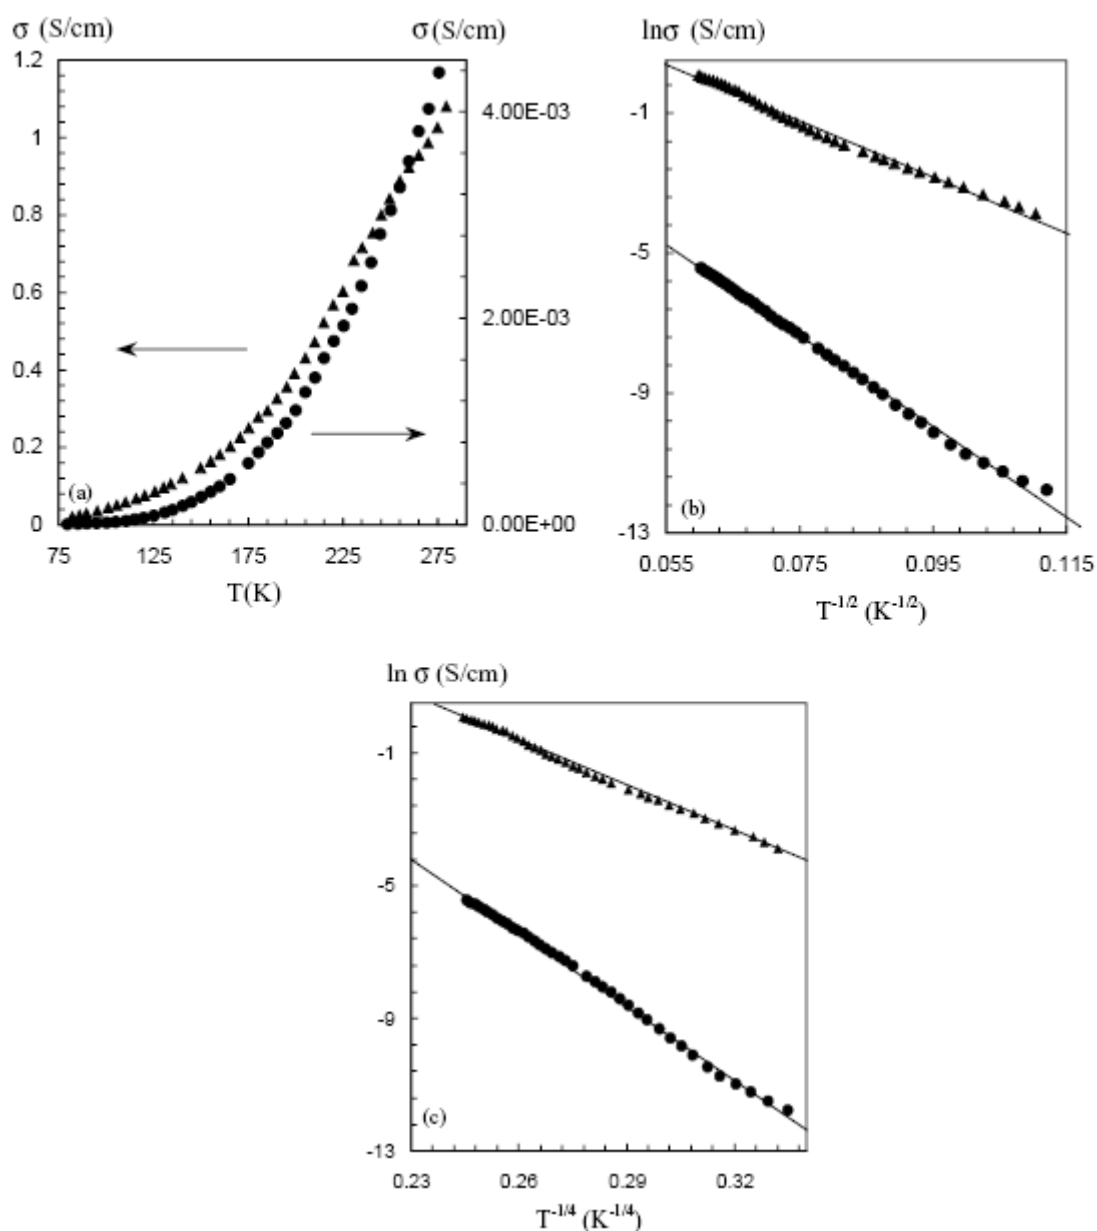 σ (S/cm)
σ(S/cm)
1.2
1
0.8
0.6
0.4
0.2
0
4.00E-03
2.00E-03
0.00E+00
(a)
75
125
175
225
275
T(K)
lnσ (S/cm)
-1
-5
-9
-13
(b)
0.055
0.075
0.095
0.115
T⁻¹/² (K⁻¹/²)
ln σ (S/cm)
-1
-5
-9
-13
(c)
0.23
0.26
0.29
0.32
T⁻¹/⁴ (K⁻¹/⁴)